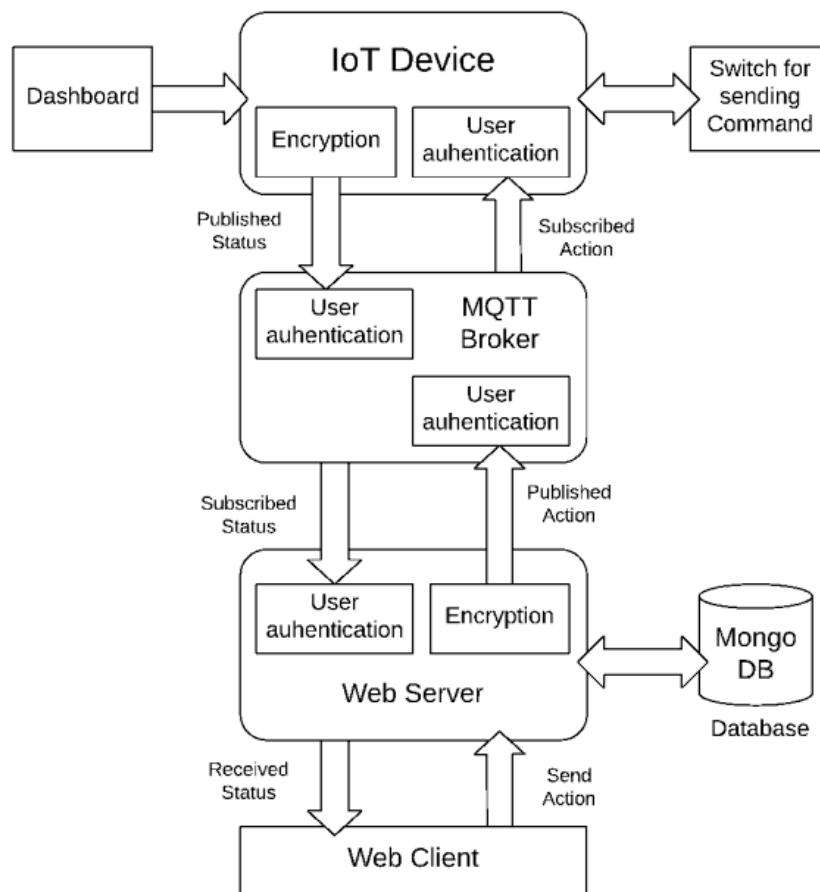 IoT Device
Dashboard
Switch for
sending
Command
Encryption
User
auhentication
Published
Status
Subscribed
Action
User
auhentication
MQTT
Broker
User
auhentication
Subscribed
Status
Published
Action
User
auhentication
Encryption
Web Server
Mongo
DB
Database
Received
Status
Send
Action
Web Client